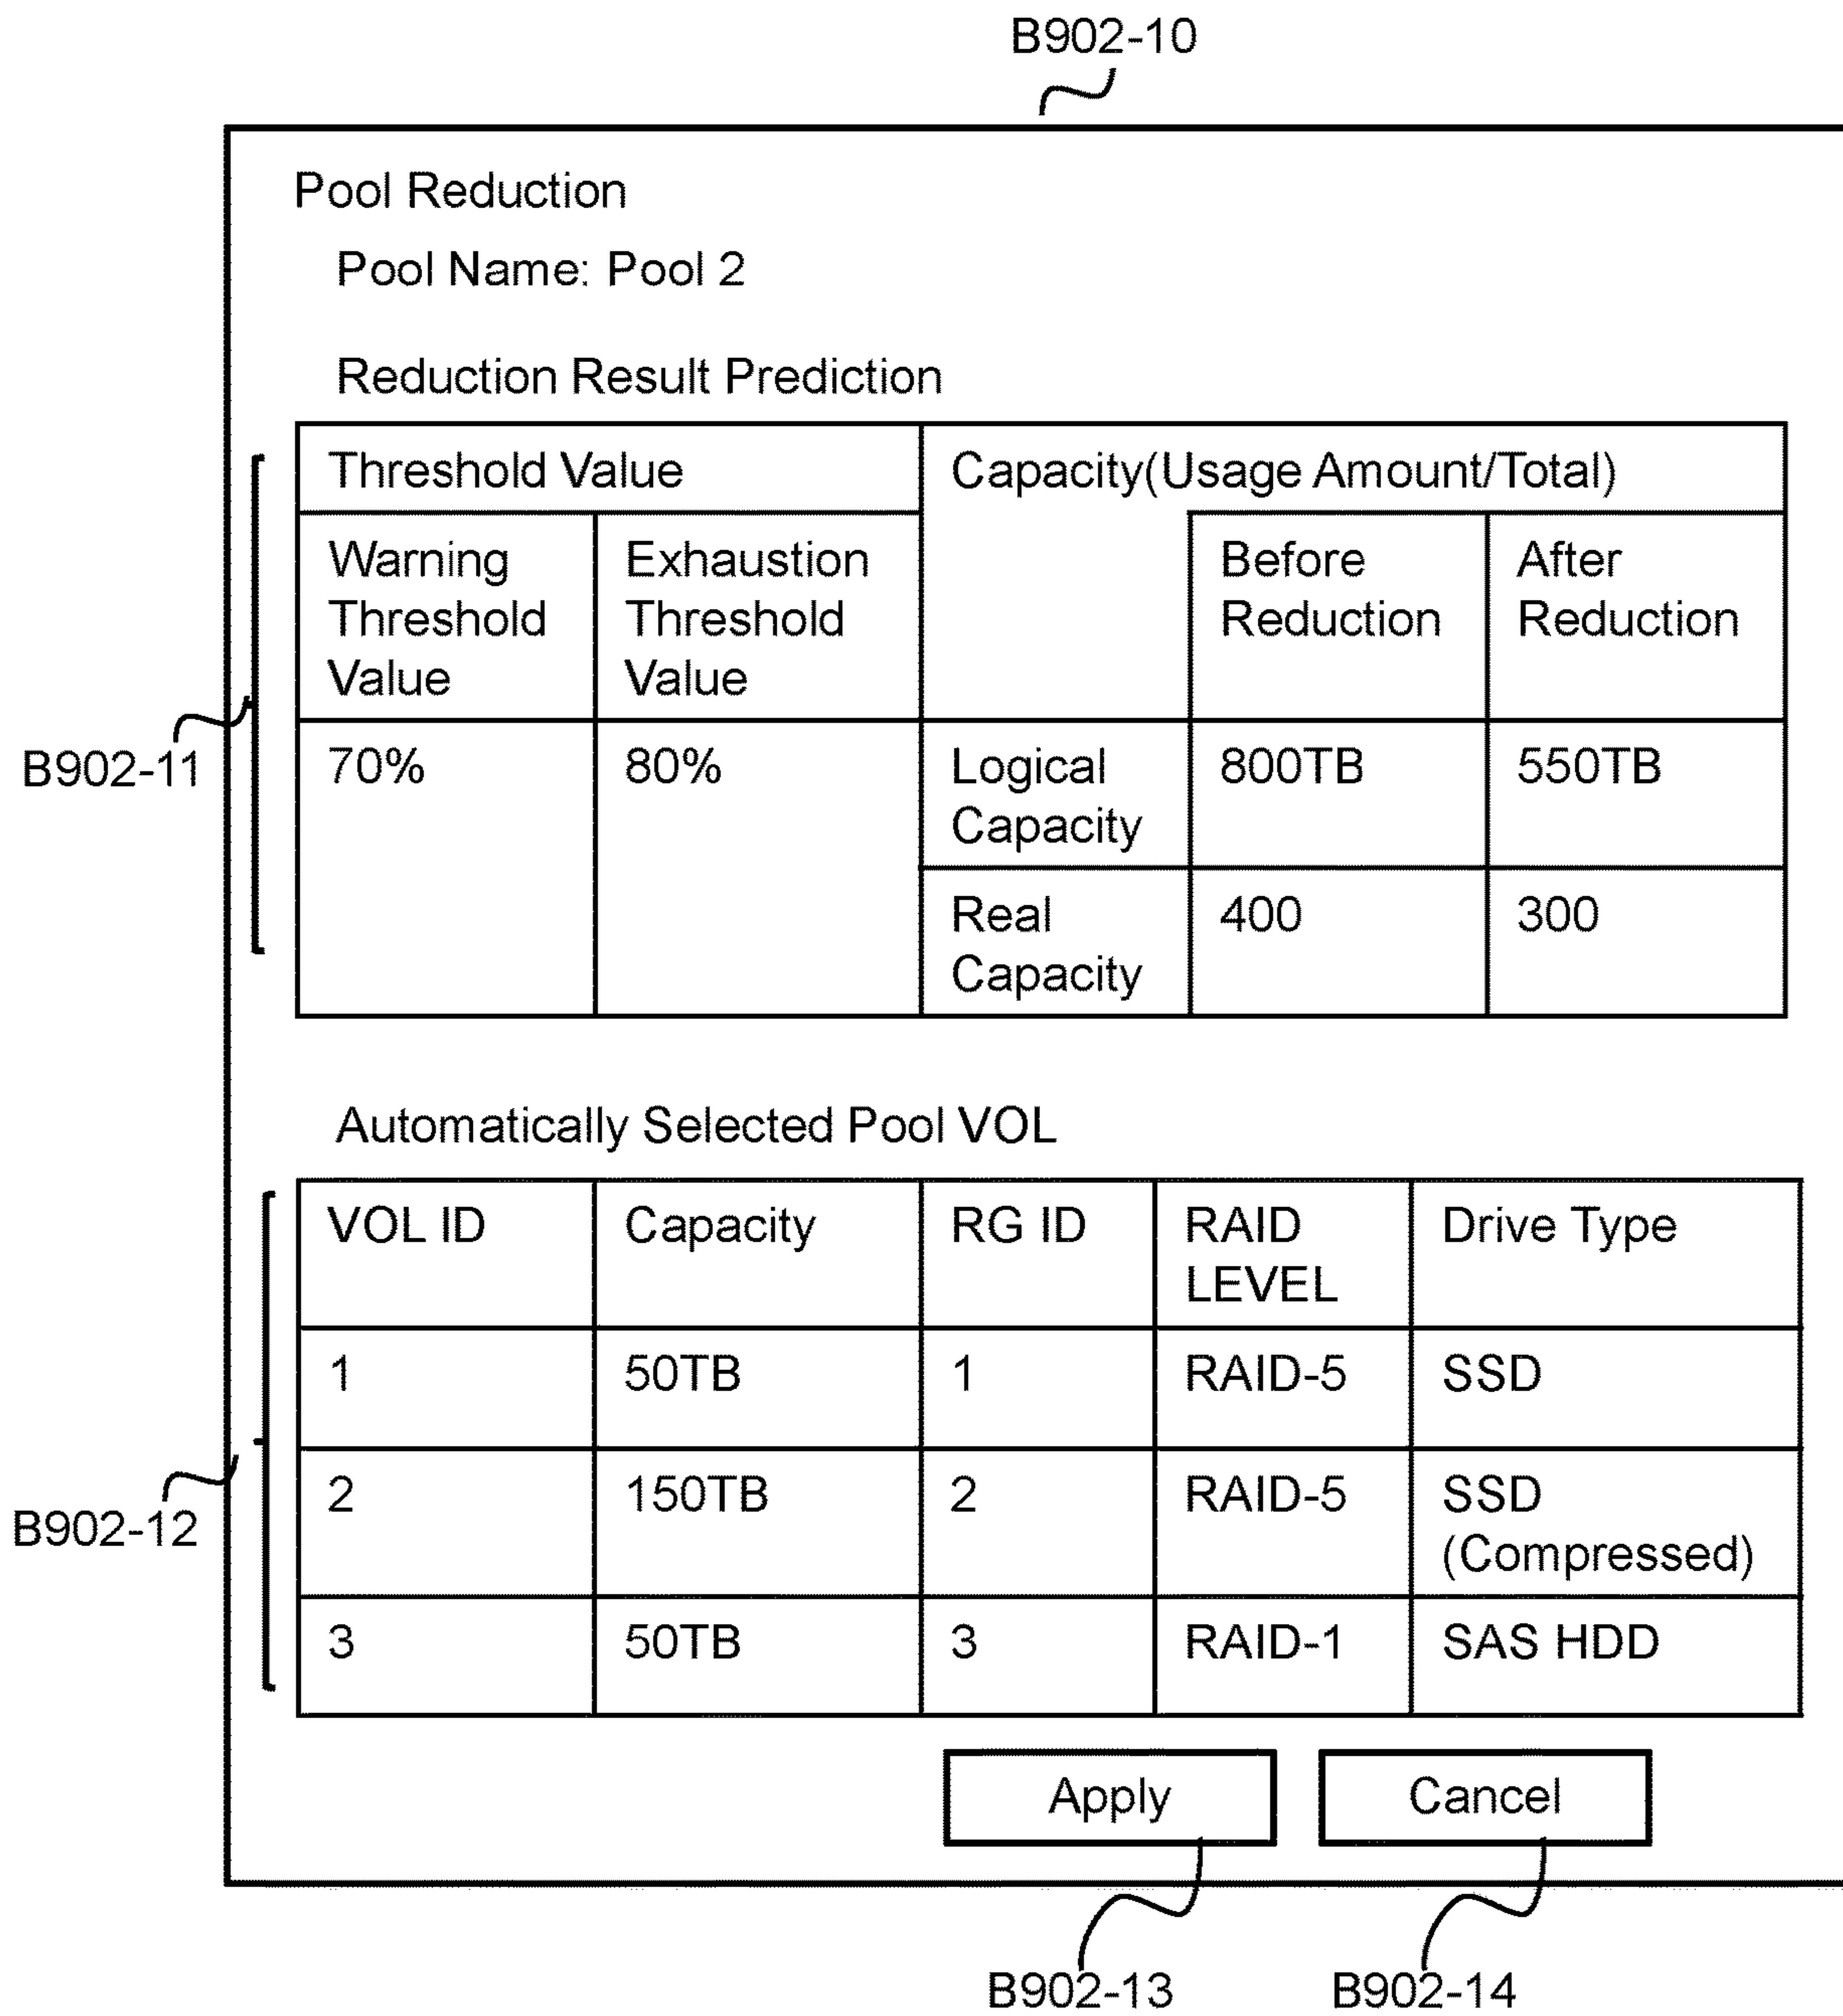 B902-10
Pool Reduction
Pool Name: Pool 2
Reduction Result Prediction
Threshold Value
Capacity(Usage Amount/Total)
Warning
Threshold
Value
Exhaustion
Threshold
Value
Before
Reduction
After
Reduction
B902-11
70%
80%
Logical
Capacity
800TB
550TB
Real
Capacity
400
300
Automatically Selected Pool VOL
VOL ID
Capacity
RG ID
RAID
LEVEL
Drive Type
1
50TB
1
RAID-5
SSD
B902-12
2
150TB
2
RAID-5
SSD
(Compressed)
3
50TB
3
RAID-1
SAS HDD
Apply
Cancel
B902-13
B902-14